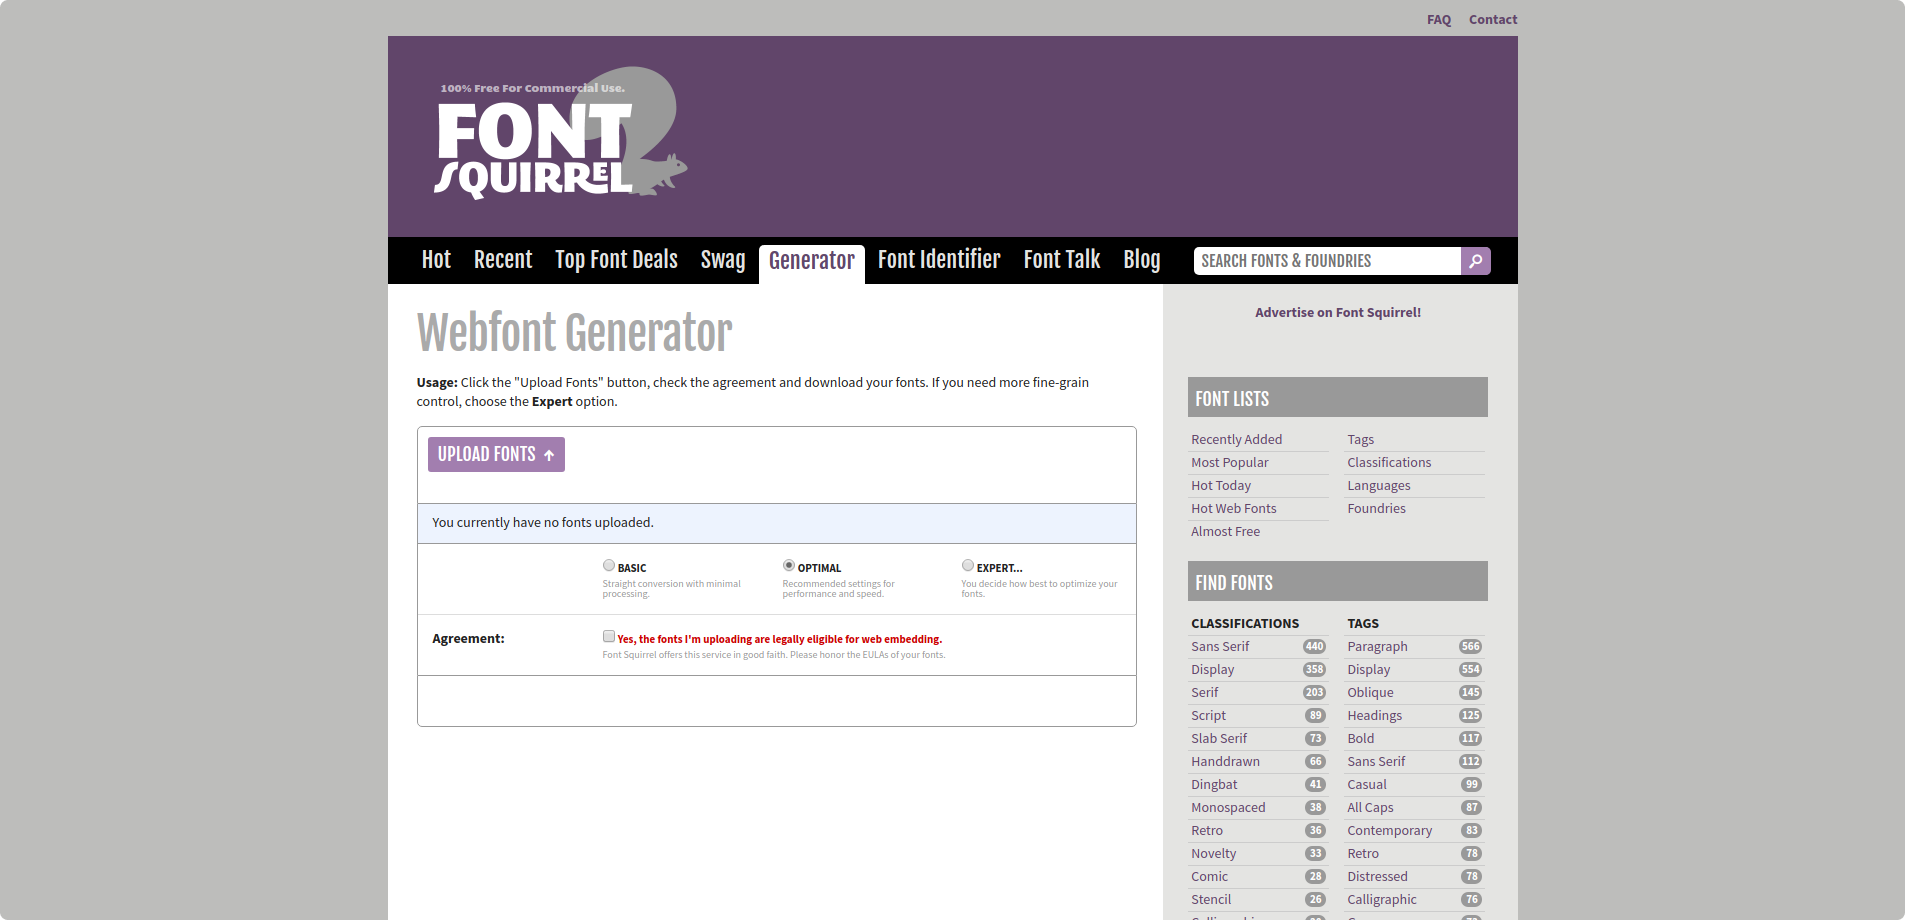 FAQ Contact
100% Free For Commercial Use.
FONT
SQUIRREL
Hot Recent Top Font Deals Swag Generator Font Identifier Font Talk Blog SEARCH FONTS & FOUNDRIES
Webfont Generator
Usage: Click the "Upload Fonts" button, check the agreement and download your fonts. If you need more fine-grain
control, choose the Expert option.
UPLOAD FONTS
You currently have no fonts uploaded.
BASIC
Straight conversion with minimal
processing.
OPTIMAL
Recommended settings for
performance and speed.
EXPERT...
You decide how best to optimize your
fonts.
Agreement: Yes, the fonts I'm uploading are legally eligible for web embedding.
Font Squirrel offers this service in good faith. Please honor the EULAs of your fonts.
Advertise on Font Squirrel!
FONT LISTS
Recently Added Tags
Most Popular Classifications
Hot Today Languages
Hot Web Fonts Foundries
Almost Free
FIND FONTS
CLASSIFICATIONS TAGS
Sans Serif 440 Paragraph 566
Display 358 Display 554
Serif 203 Oblique 145
Script 89 Headings 125
Slab Serif 73 Bold 117
Handdrawn 66 Sans Serif 112
Dingbat 41 Casual 99
Monospaced 38 All Caps 87
Retro 36 Contemporary 83
Novelty 33 Retro 78
Comic 28 Distressed 78
Stencil 26 Calligraphic 76